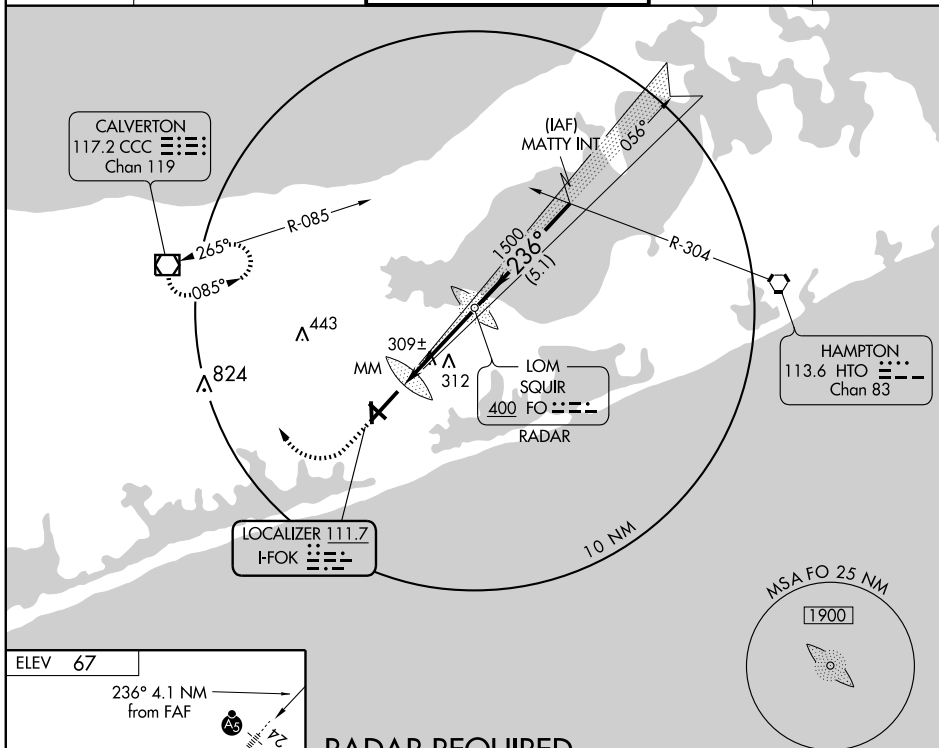 CALVERTON
117.2 CCC
Chan 119
265°
R-085
085°
(IAF)
MATTY INT
056°
1500
236°
(5.1)
R-304
443
824
309±
MM
312
LOM
SQUIR
400 FO
RADAR
HAMPTON
113.6 HTO
Chan 83
LOCALIZER 111.7
I-FOK
10 NM
MSA FO 25 NM
1900
ELEV 67
236° 4.1 NM
from FAF
A5
24
RADAR REQUIRED